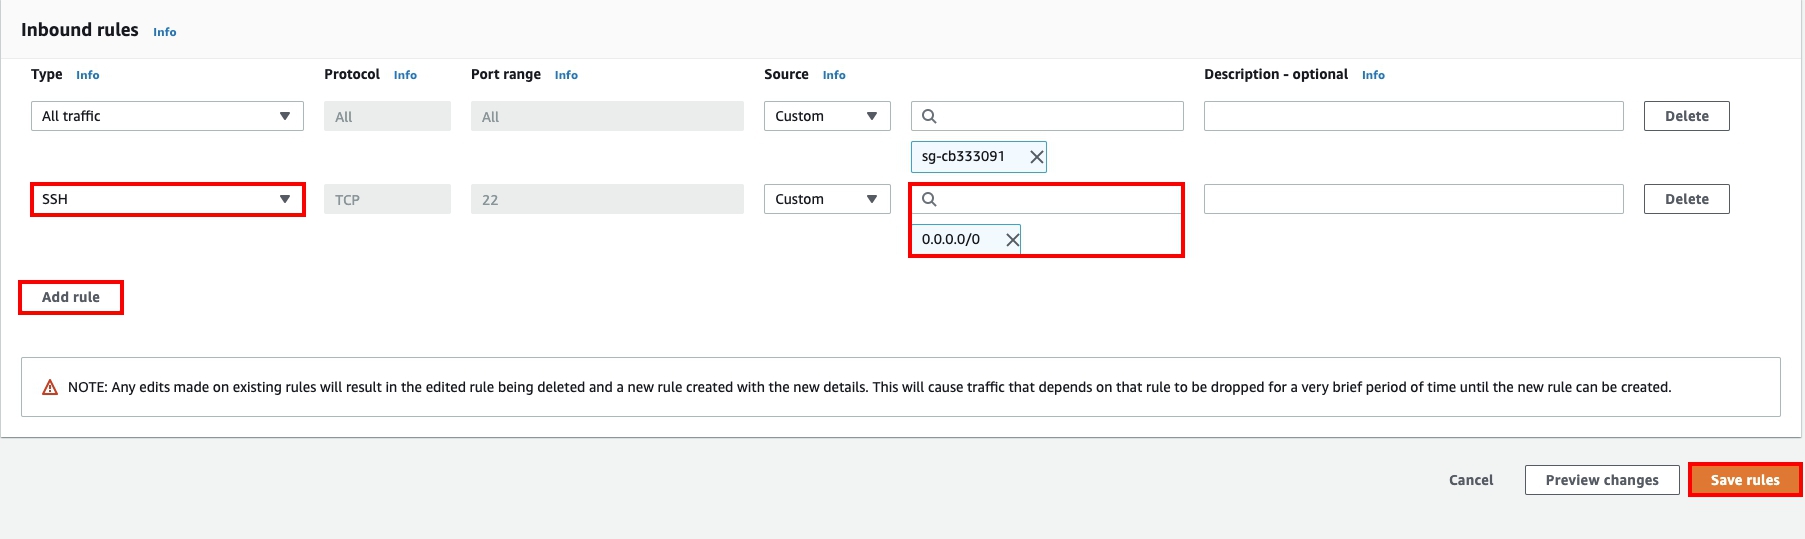 Inbound rules Info
Type Info Protocol Info Port range Info Source Info Description - optional Info
All traffic All All Custom Delete
sg-cb333091
SSH TCP 22 Custom Delete
0.0.0.0/0
Add rule
NOTE: Any edits made on existing rules will result in the edited rule being deleted and a new rule created with the new details. This will cause traffic that depends on that rule to be dropped for a very brief period of time until the new rule can be created.
Cancel Preview changes Save rules